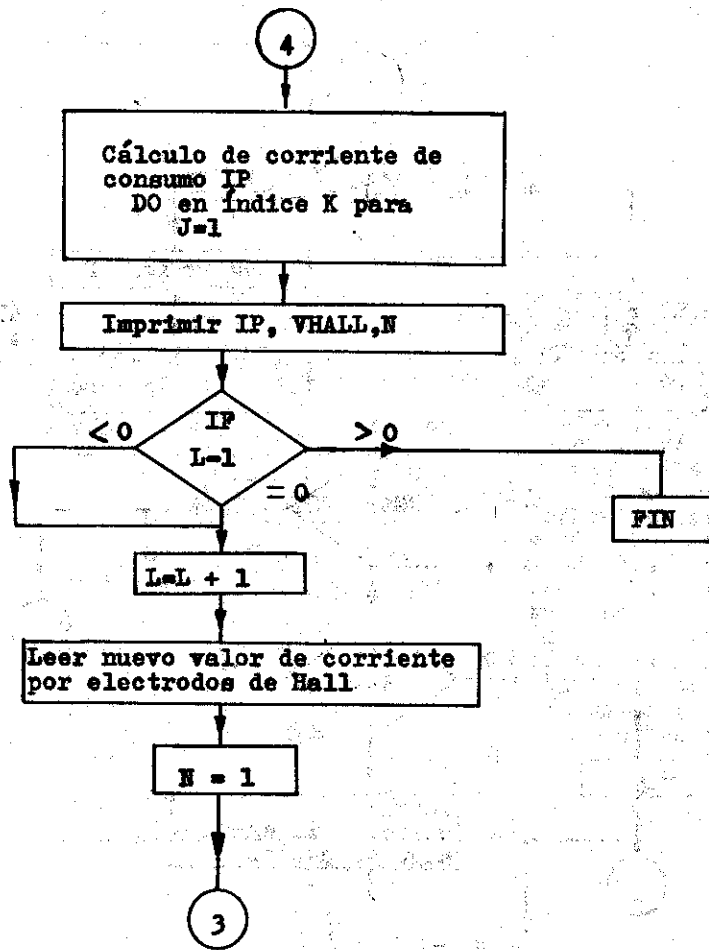 4
Cálculo de corriente de
consumo IP
DO en índice K para
J=1
Imprimir IP, VHALL,N
IF
L-1
< 0
> 0
= 0
FIN
L=L + 1
Leer nuevo valor de corriente
por electrodos de Hall
N = 1
3